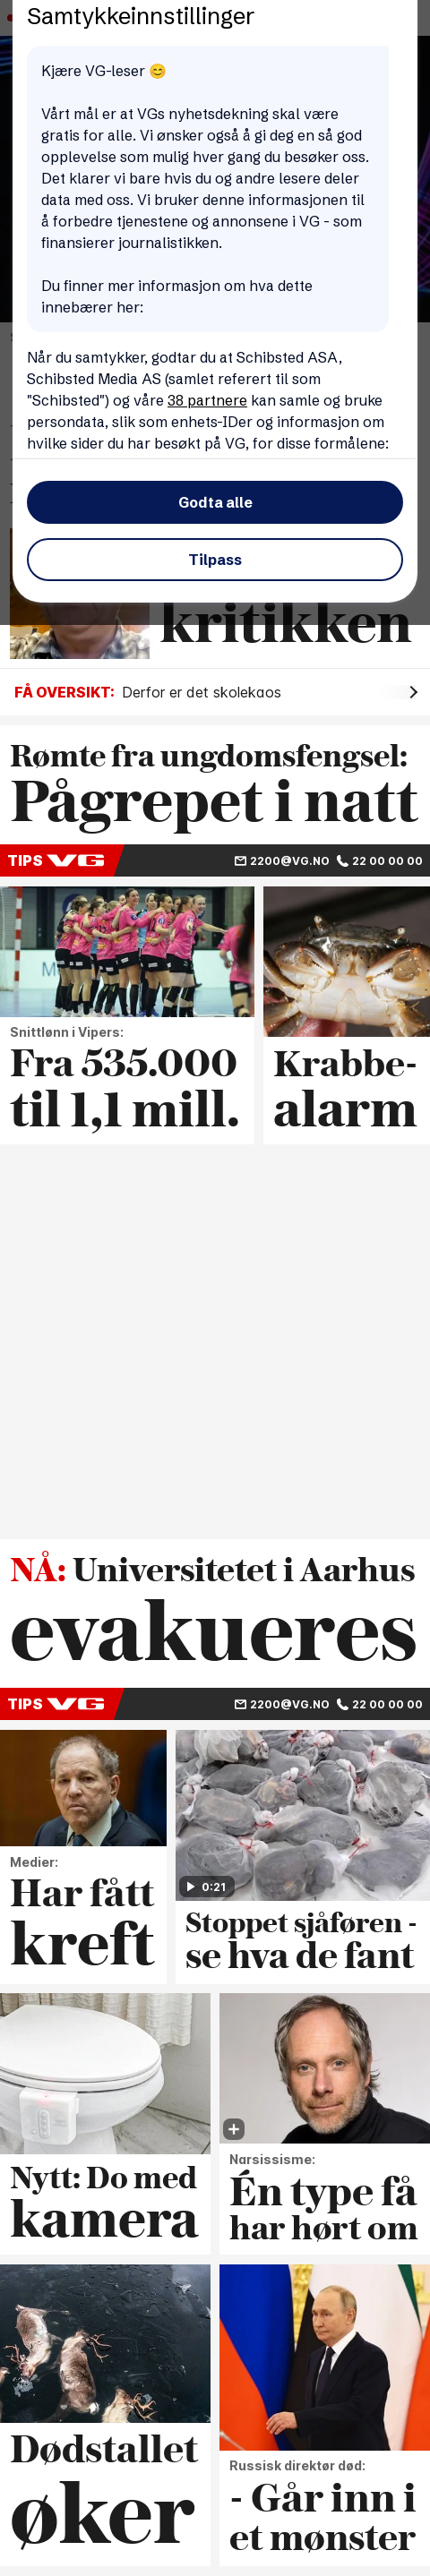 Samtykkeinnstillinger
Kjære VG-leser 😊
Vårt mål er at VGs nyhetsdekning skal være
gratis for alle. Vi ønsker også å gi deg en så god
opplevelse som mulig hver gang du besøker oss.
Det klarer vi bare hvis du og andre lesere deler
data med oss. Vi bruker denne informasjonen til
å forbedre tjenestene og annonsene i VG - som
finansierer journalistikken.
Du finner mer informasjon om hva dette
innebærer her:
Når du samtykker, godtar du at Schibsted ASA,
Schibsted Media AS (samlet referert til som
"Schibsted") og våre 38 partnere kan samle og bruke
persondata, slik som enhets-IDer og informasjon om
hvilke sider du har besøkt på VG, for disse formålene:
Godta alle
Tilpass
kritikken
FÅ OVERSIKT: Derfor er det skolekaos
Rømte fra ungdomsfengsel:
Pågrepet i natt
TIPS VG 2200@VG.NO 22 00 00 00
Snittlønn i Vipers:
Fra 535.000
til 1,1 mill.
Krabbe-
alarm
NÅ: Universitetet i Aarhus
evakueres
TIPS VG 2200@VG.NO 22 00 00 00
Medier:
Har fått
kreft
0:21
Stoppet sjåføren -
se hva de fant
Nytt: Do med
kamera
Narsissisme:
Én type få
har hørt om
Dødstallet
øker
Russisk direktør død:
- Går inn i
et mønster